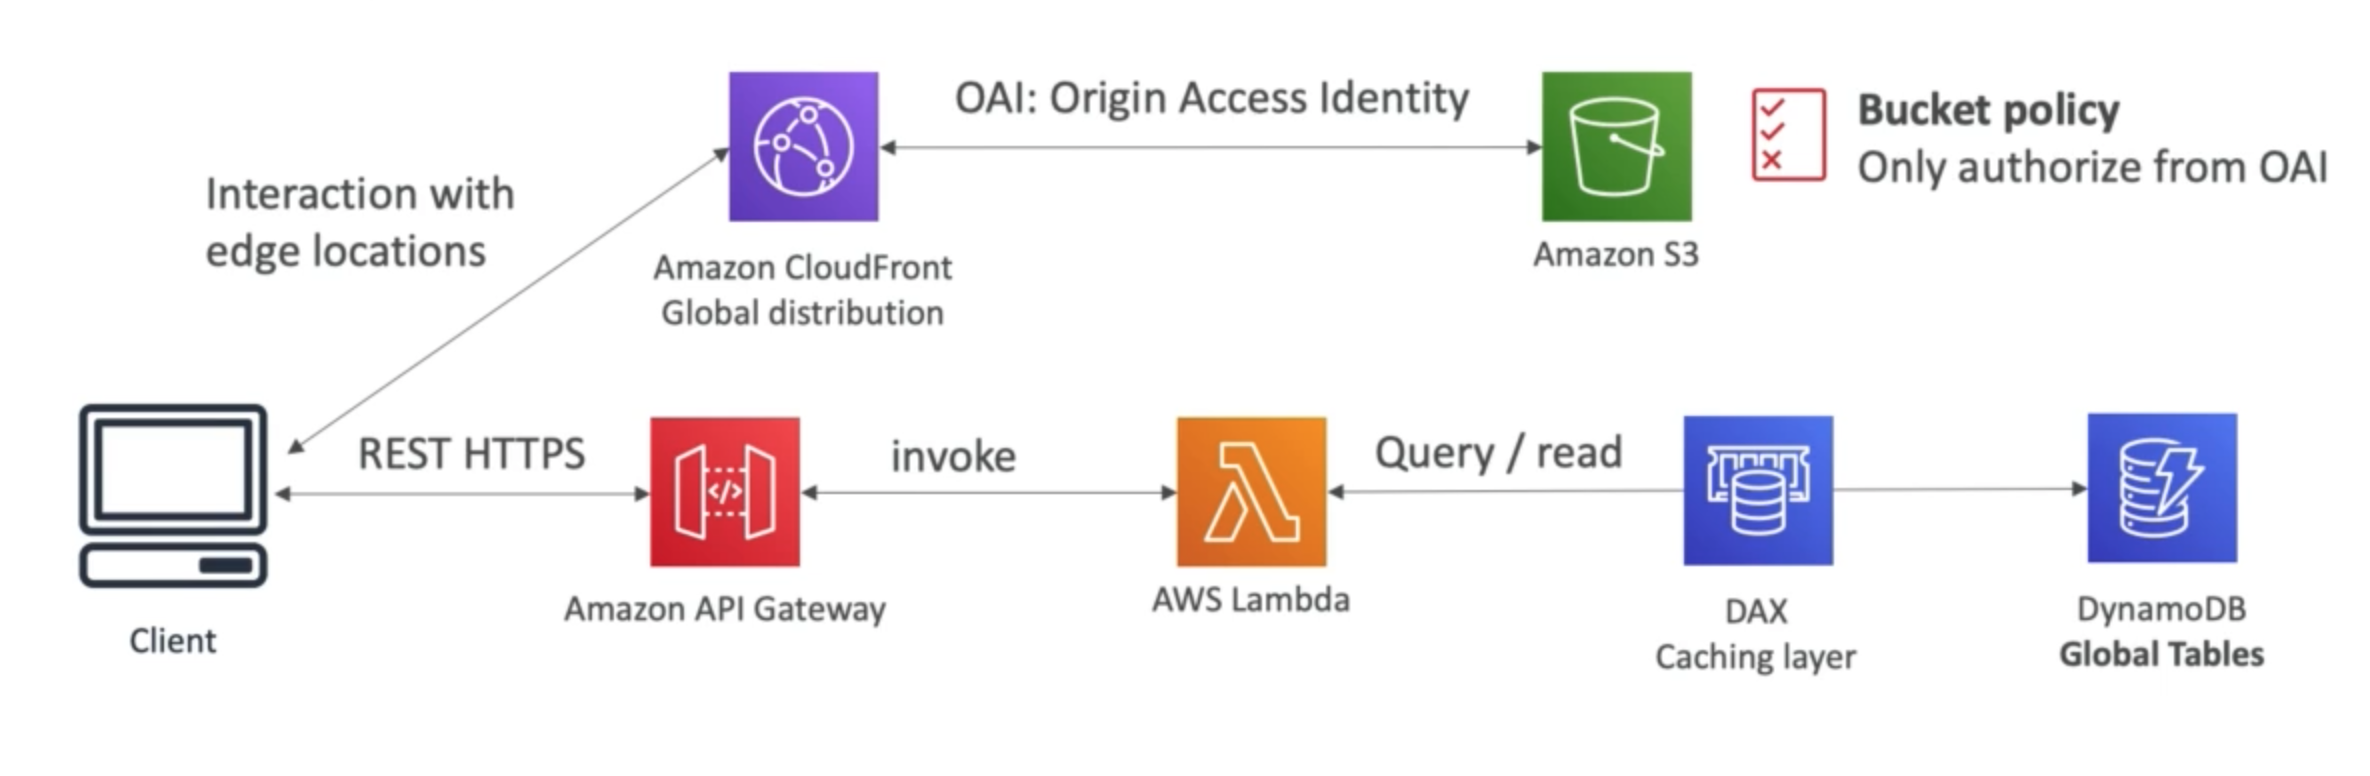 OAI: Origin Access Identity
Bucket policy
Only authorize from OAI
Interaction with
edge locations
Amazon CloudFront
Global distribution
Amazon S3
REST HTTPS
invoke
Query / read
</>
Client
Amazon API Gateway
AWS Lambda
DAX
Caching layer
DynamoDB
Global Tables